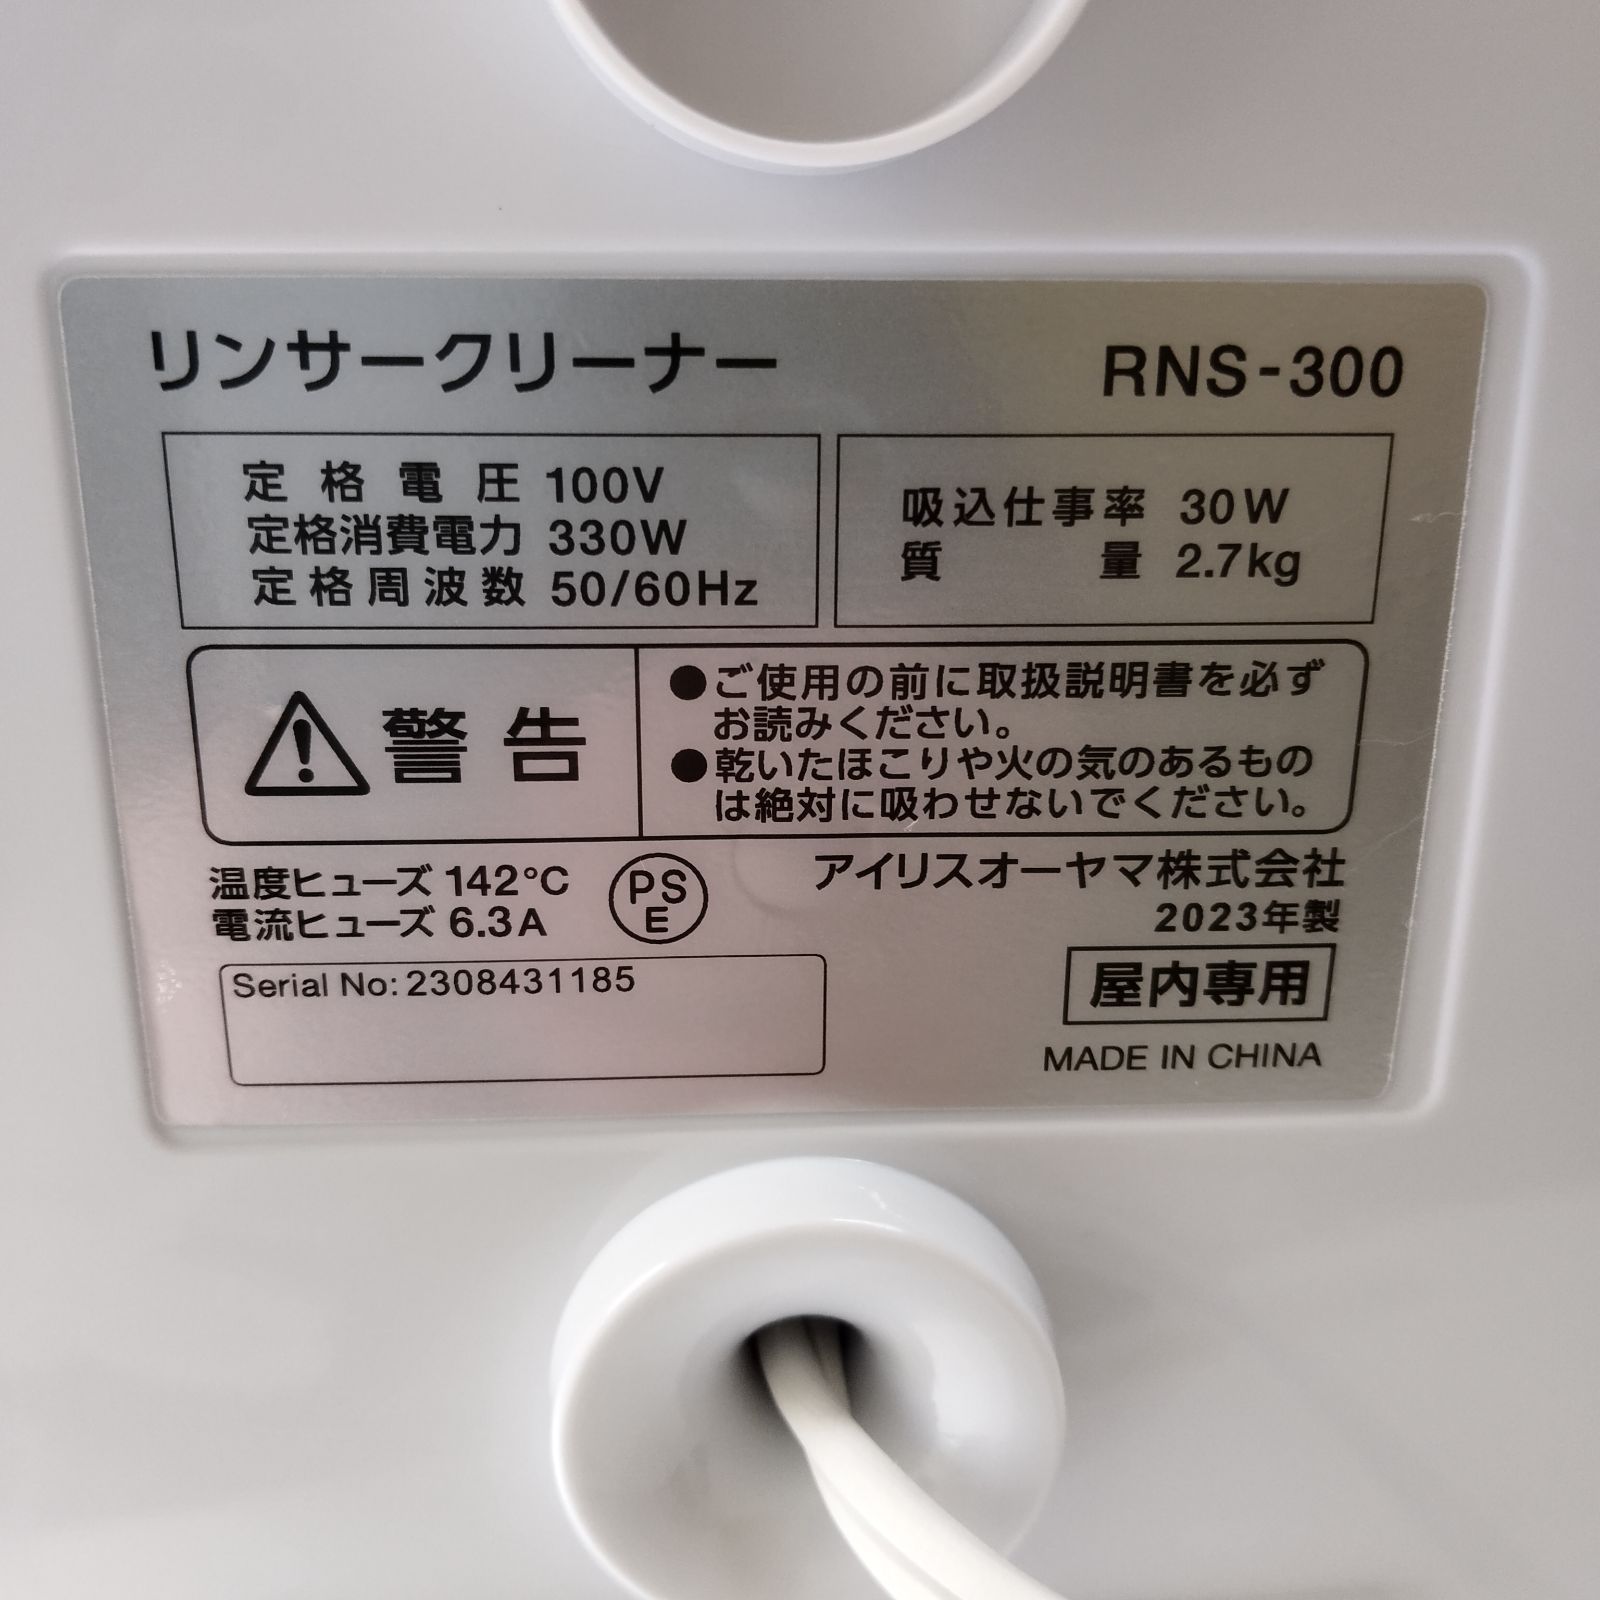 リンサークリーナー RNS-300
定格電圧 100V
定格消費電力 330W
定格周波数 50/60Hz
吸込仕事率 30W
質量 2.7kg
警告
●ご使用の前に取扱説明書を必ず
お読みください。
●乾いたほこりや火の気のあるもの
は絶対に吸わせないでください。
温度ヒューズ 142°C
電流ヒューズ 6.3A
PS
E
アイリスオーヤマ株式会社
2023年製
Serial No:2308431185
屋内専用
MADE IN CHINA